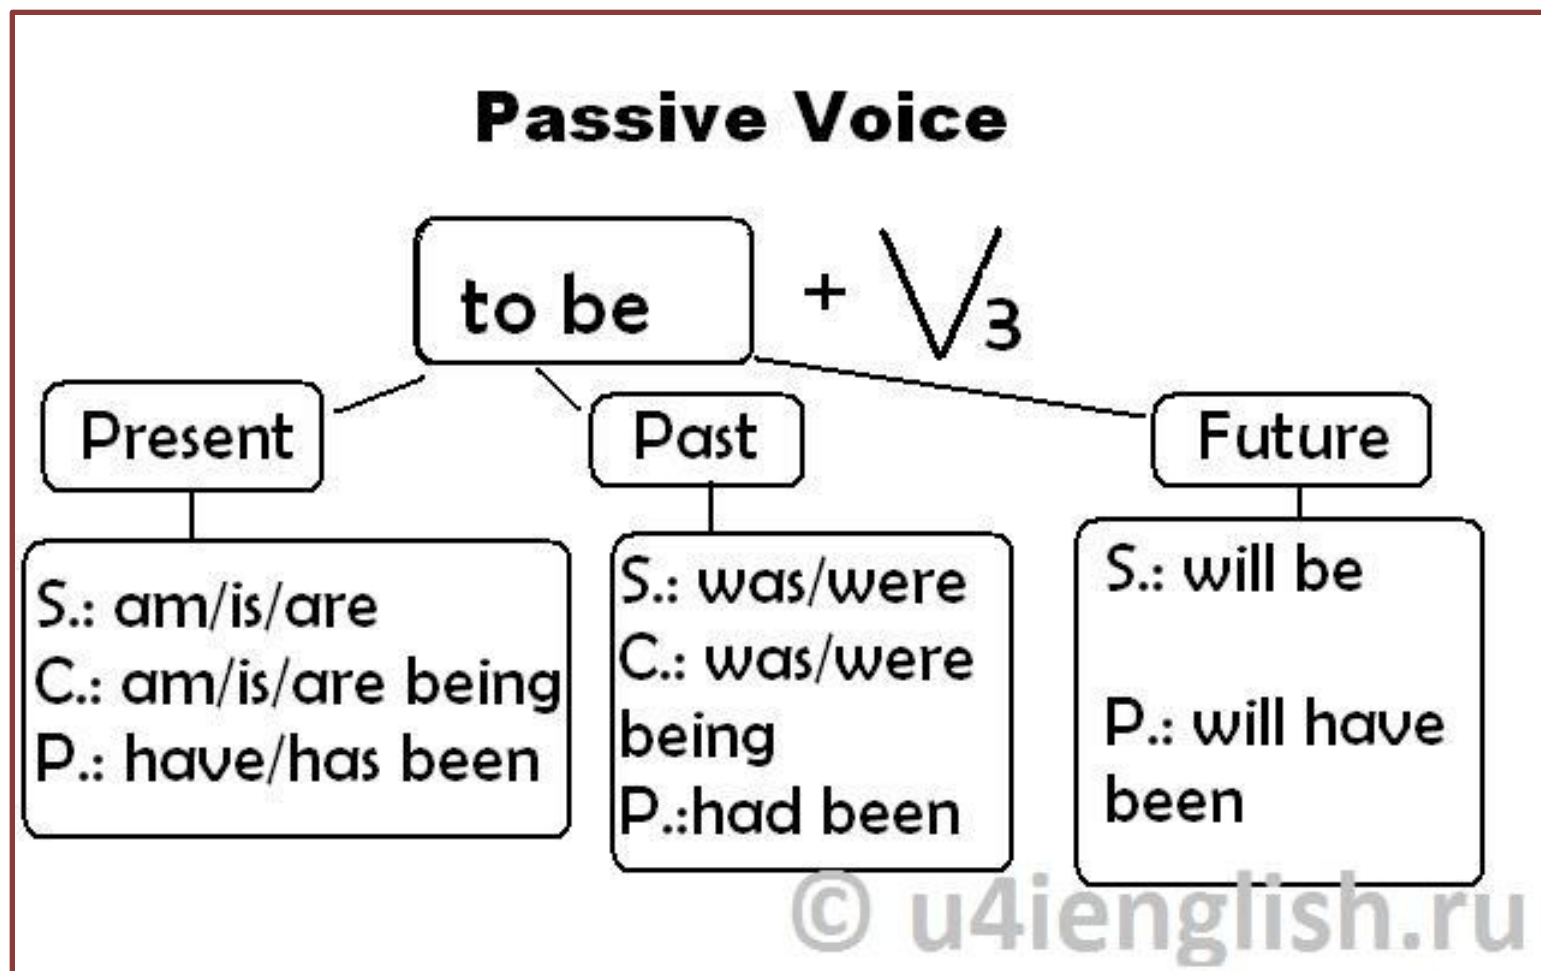 Passive Voice
to be + V3
Present
Past
Future
S.: am/is/are
C.: am/is/are being
P.: have/has been
S.: was/were
C.: was/were
being
P.:had been
S.: will be
P.: will have
been
© u4ienglish.ru